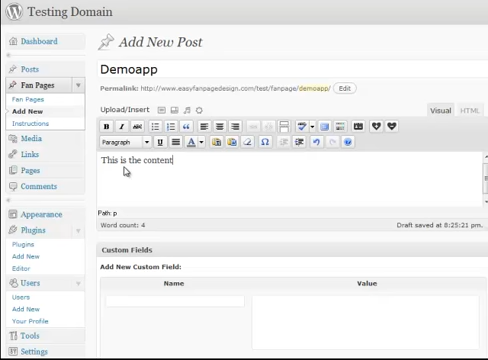 Testing Domain
Dashboard
Posts
Fan Pages
Fan Pages
Add New
Instructions
Media
Links
Pages
Comments
Appearance
Plugins
Plugins
Add New
Editor
Users
Users
Add New
Your Profile
Tools
Settings
Add New Post
Demoapp
Permalink: http://www.easyfanpagedesign.com/test/fanpage/demoapp/ Edit
Upload/Insert
Visual HTML
B I ABC
Paragraph U A
This is the content
Path: p
Word count: 4 Draft saved at 8:25:21 pm.
Custom Fields
Add New Custom Field:
Name Value